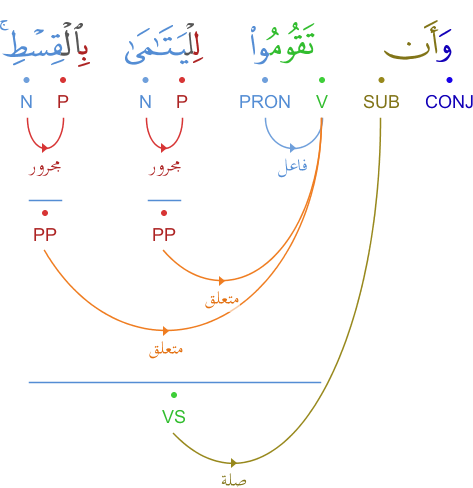 وَأَن تَقُومُوا۟ لِلْيَتَـٰمَىٰ بِٱلْقِسْطِ ۚ
CONJ SUB V PRON P N P N
فاعل مجرور مجرور
PP PP
متعلق
متعلق
VS
صلة